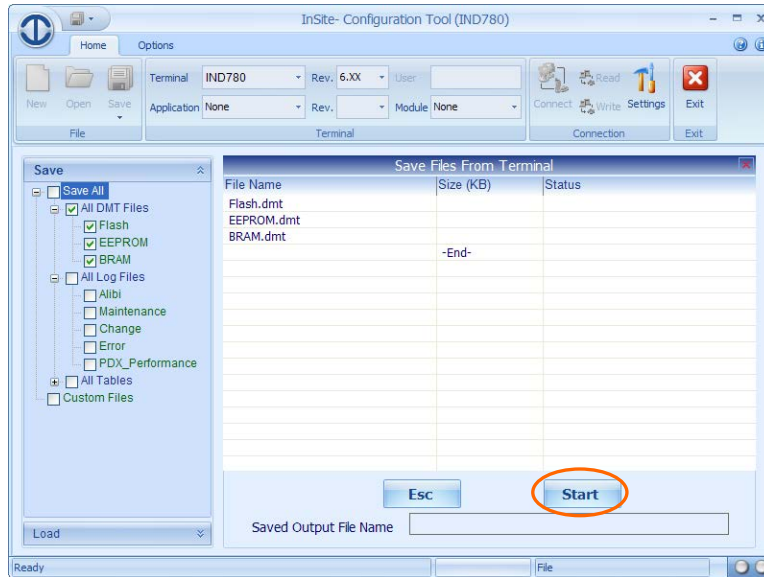 InSite- Configuration Tool (IND780)
Home Options
Terminal IND780 Rev. 6.XX User
Read
New Open Save
Application None Rev. Module None
Connect Write Settings Exit
File Terminal Connection Exit
Save
Save All
All DMT Files
Flash
EEPROM
BRAM
All Log Files
Alibi
Maintenance
Change
Error
PDX_Performance
All Tables
Custom Files
Load
Save Files From Terminal
File Name Size (KB) Status
Flash.dmt
EEPROM.dmt
BRAM.dmt
-End-
Esc Start
Saved Output File Name
Ready File